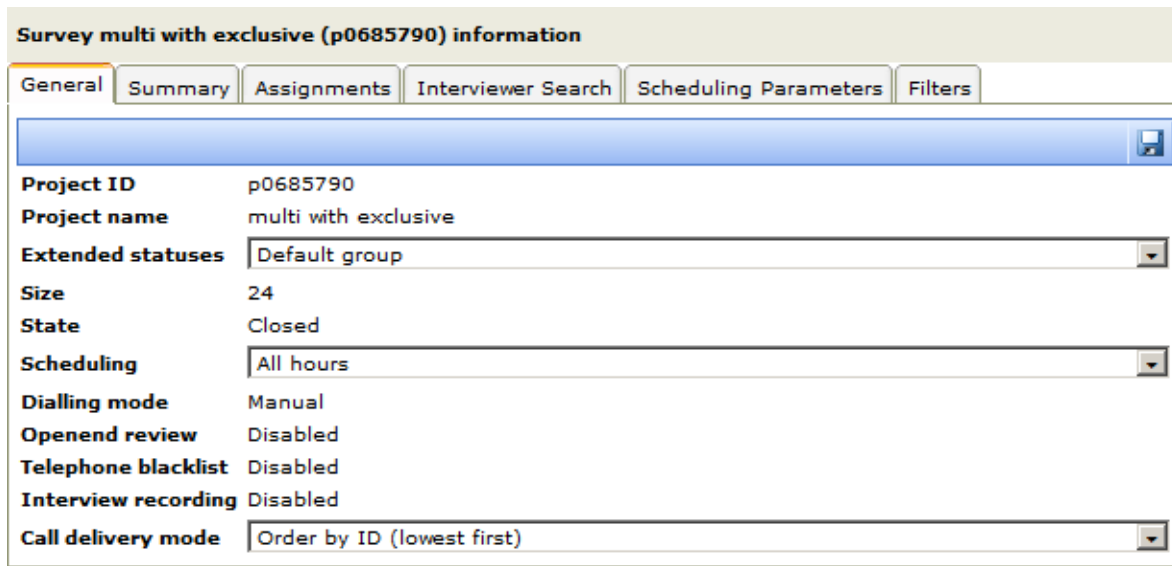 Survey multi with exclusive (p0685790) information
General Summary Assignments Interviewer Search Scheduling Parameters Filters
Project ID p0685790
Project name multi with exclusive
Extended statuses Default group
Size 24
State Closed
Scheduling All hours
Dialling mode Manual
Openend review Disabled
Telephone blacklist Disabled
Interview recording Disabled
Call delivery mode Order by ID (lowest first)